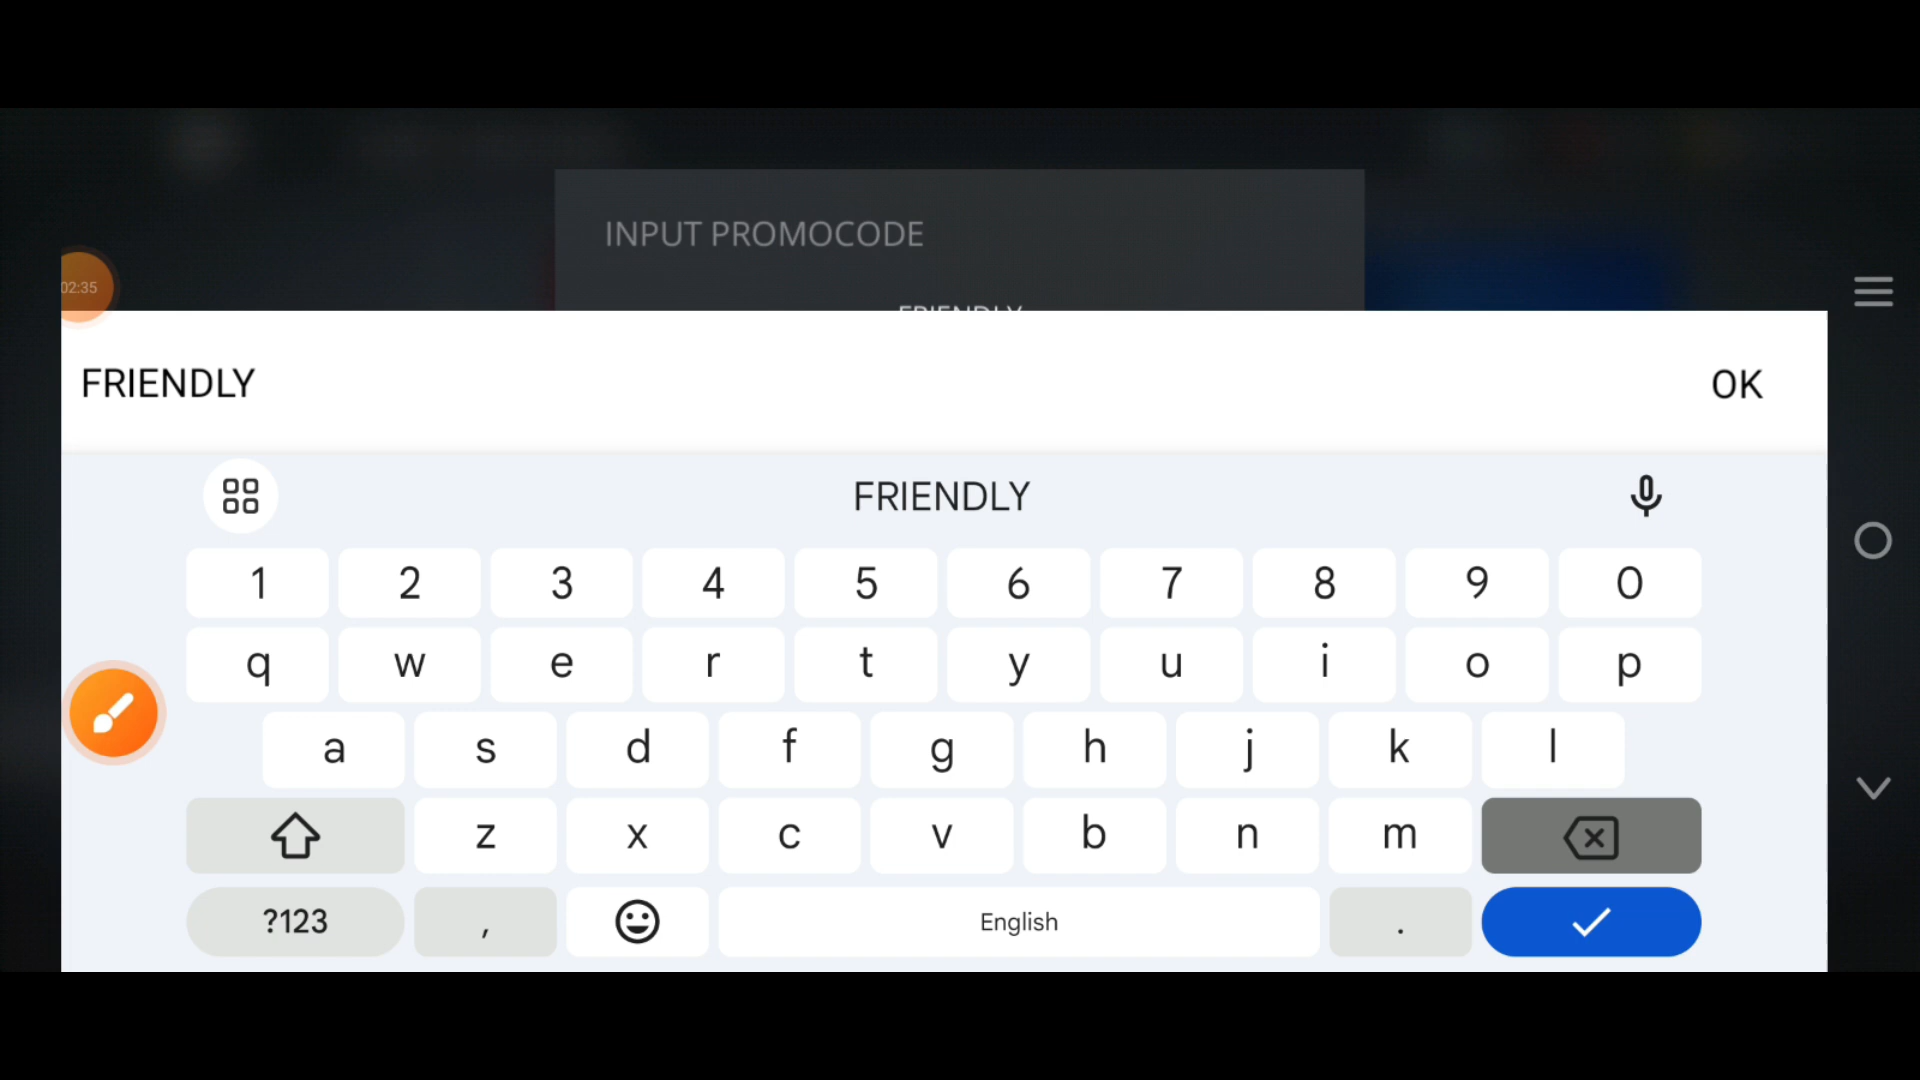 INPUT PROMOCODE
02:35
FRIENDLY
FRIENDLY OK
FRIENDLY
1 2 3 4 5 6 7 8 9 0
q w e r t y u i o p
a s d f g h j k l
z x c v b n m
?123 , English .